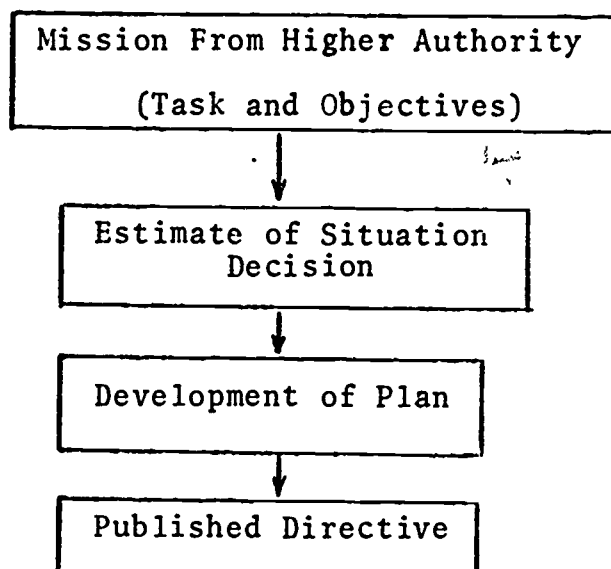 Mission From Higher Authority
(Task and Objectives)
Estimate of Situation
Decision
Development of Plan
Published Directive